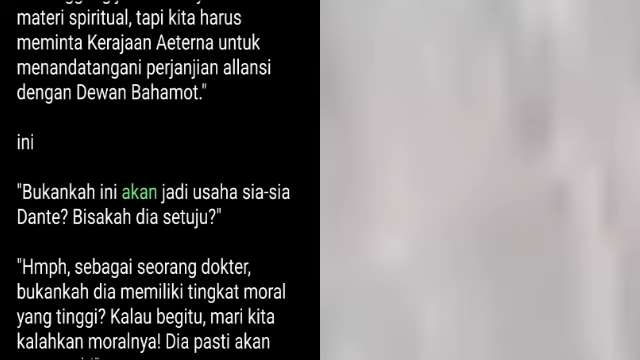 materi spiritual, tapi kita harus
meminta Kerajaan Aeterna untuk
menandatangani perjanjian allansi
dengan Dewan Bahamot."
ini
"Bukankah ini akan jadi usaha sia-sia
Dante? Bisakah dia setuju?"
"Hmph, sebagai seorang dokter,
bukankah dia memiliki tingkat moral
yang tinggi? Kalau begitu, mari kita
kalahkan moralnya! Dia pasti akan